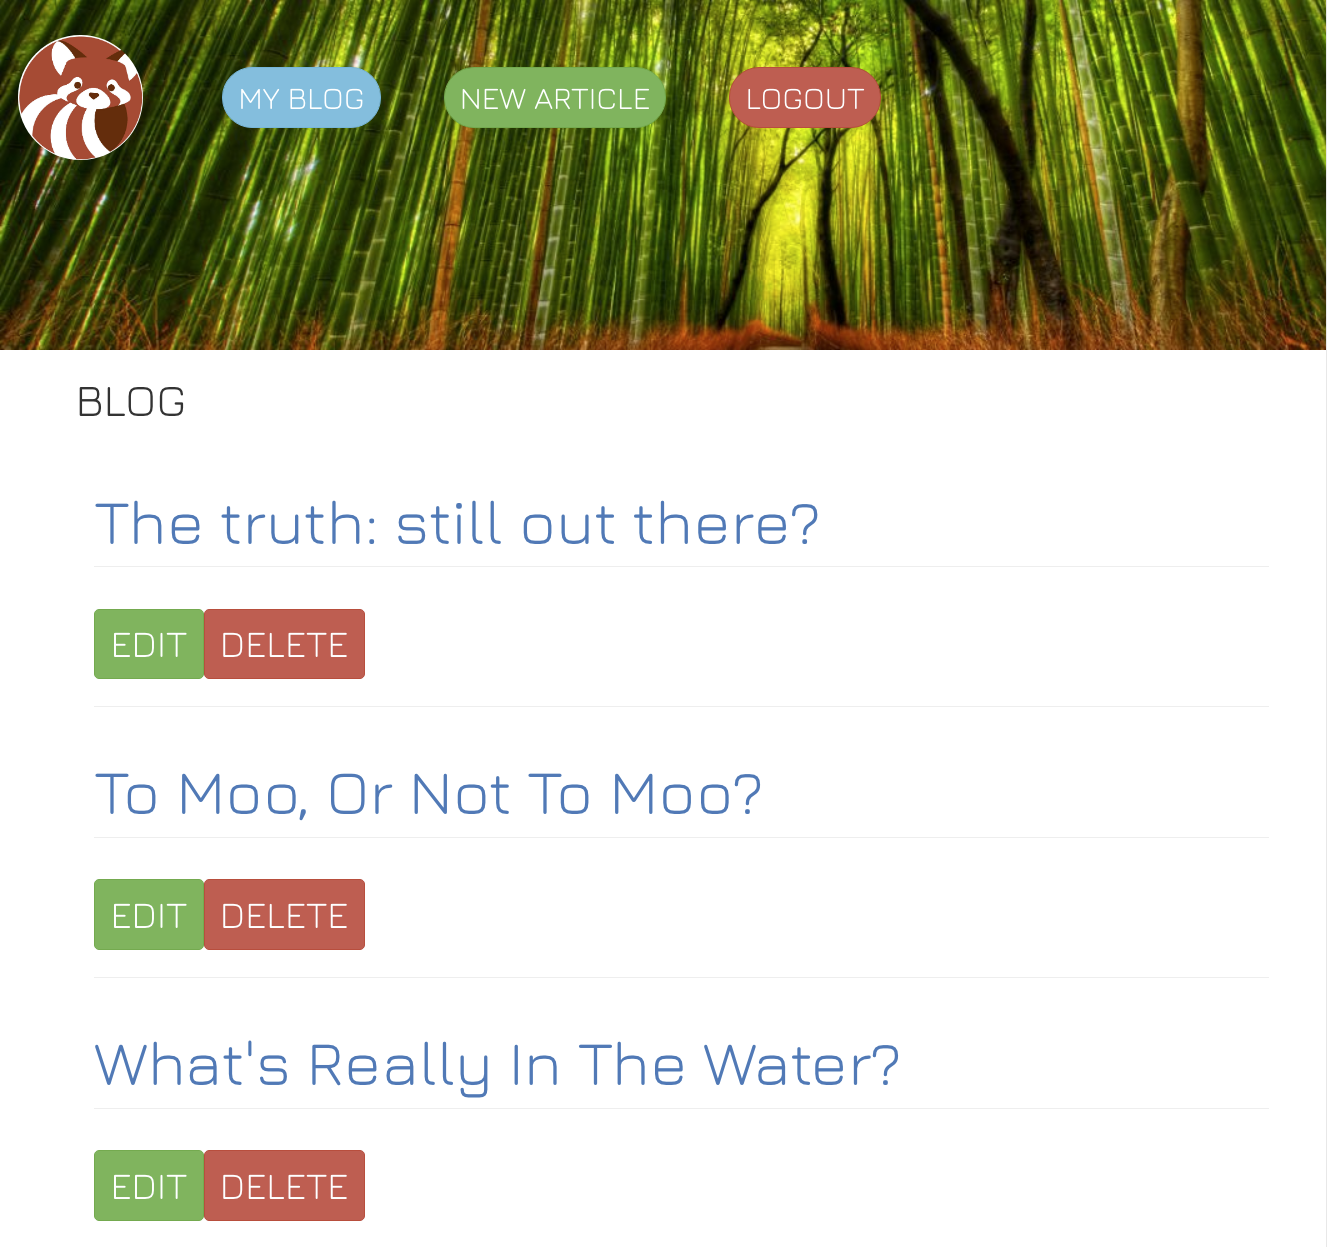 MY BLOG NEW ARTICLE LOGOUT
BLOG
The truth: still out there?
EDIT DELETE
To Moo, Or Not To Moo?
EDIT DELETE
What's Really In The Water?
EDIT DELETE